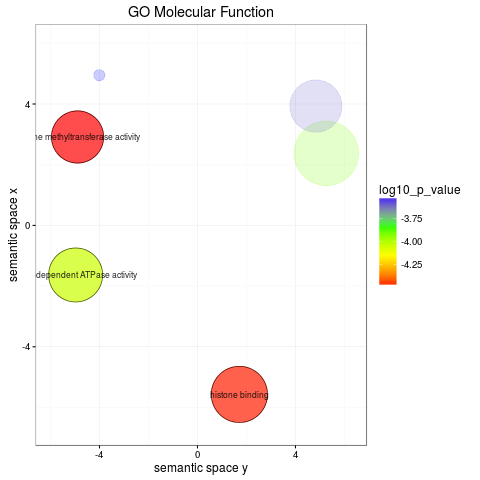 GO Molecular Function
semantic space x
4
0
-4
ne methyltransferase activity
dependent ATPase activity
histone binding
-4
0
4
semantic space y
log10_p_value
-3.75
-4.00
-4.25